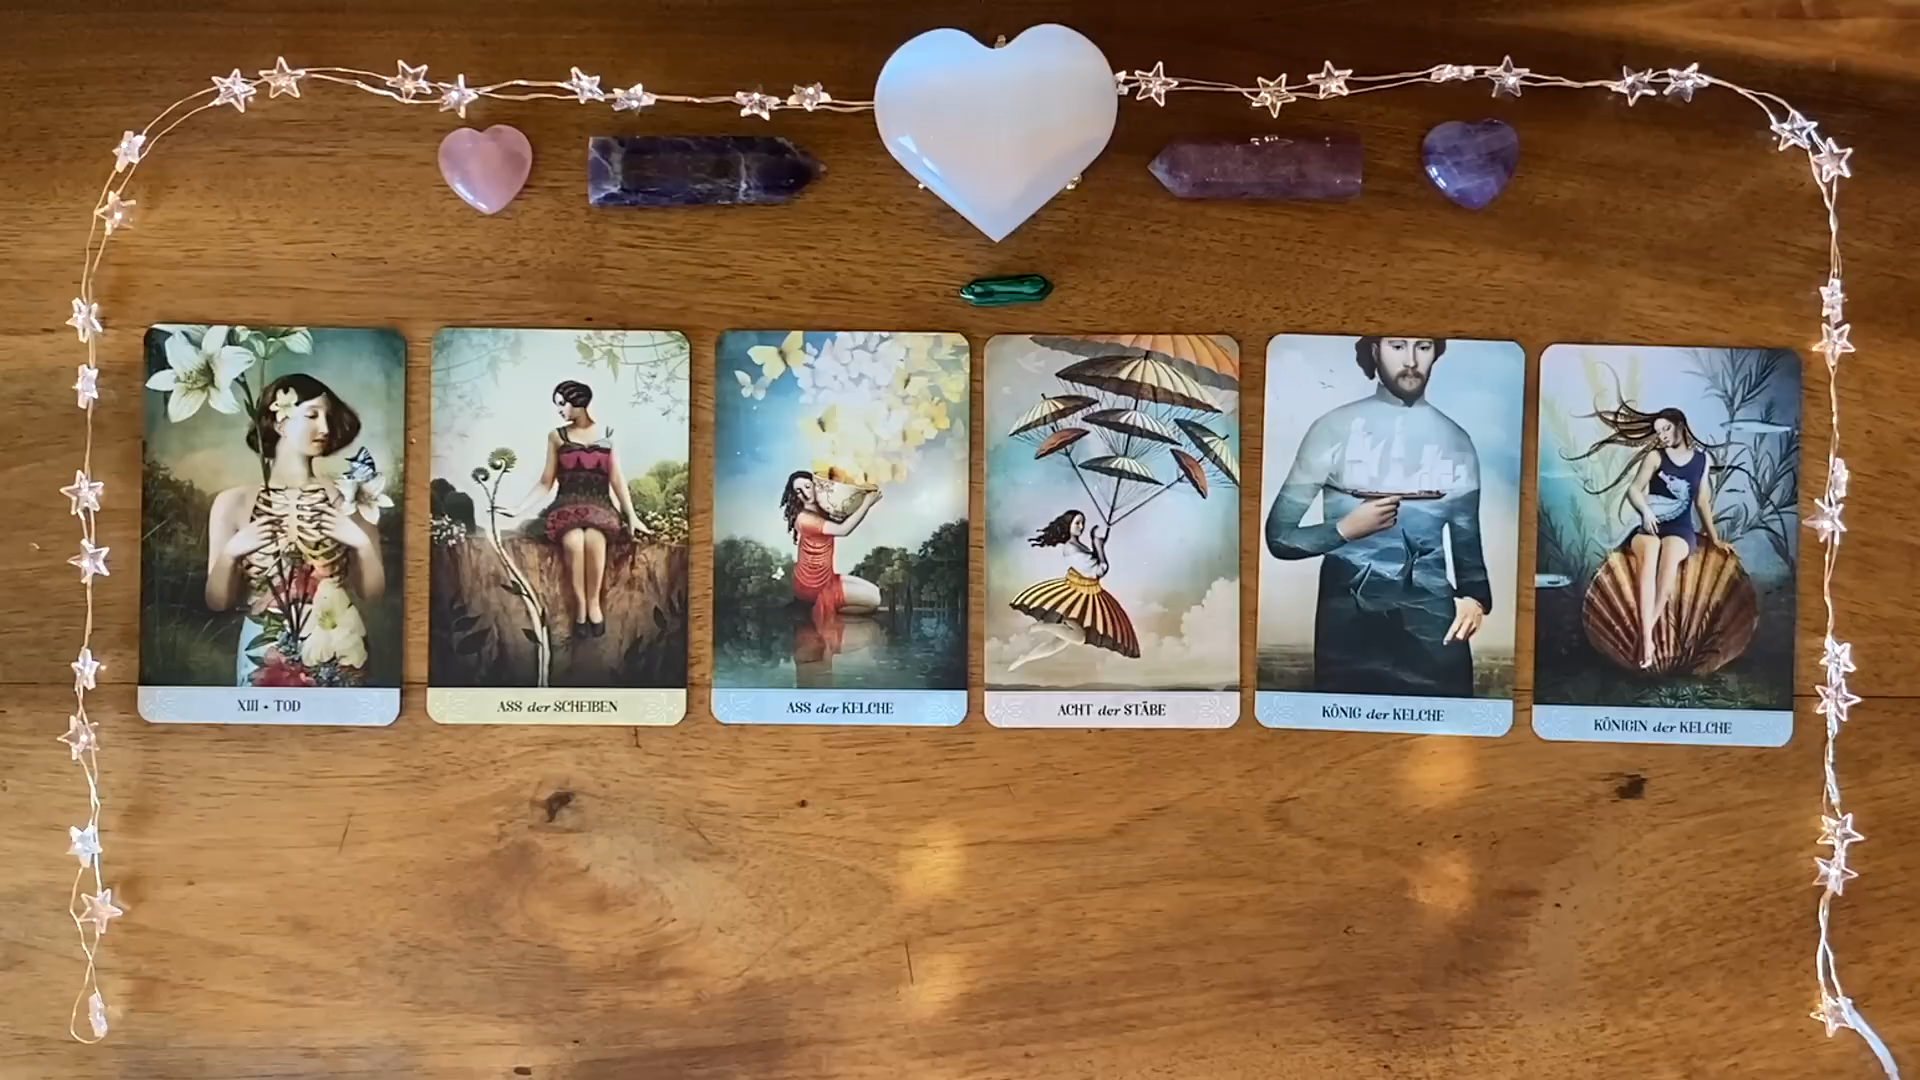 XIII • TOD
ASS der SCHEIBEN
ASS der KELCHE
ACHT der STÄBE
KÖNIG der KELCHE
KÖNIGIN der KELCHE